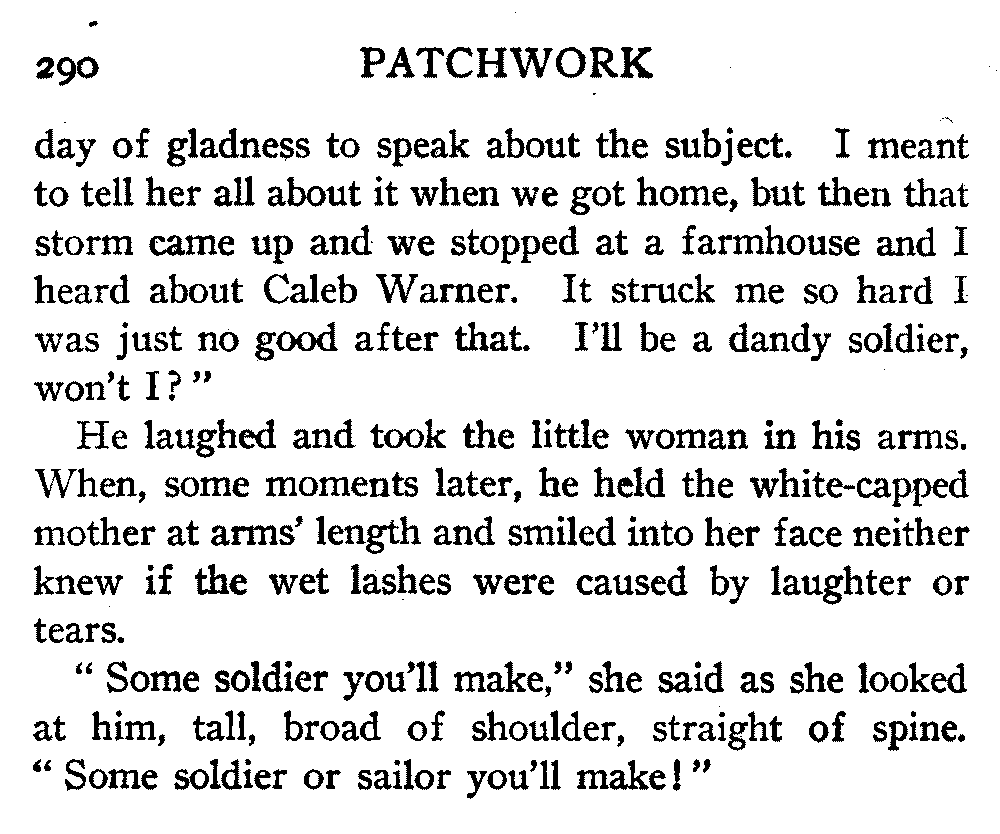 290 PATCHWORK
day of gladness to speak about the subject. I meant
to tell her all about it when we got home, but then that
storm came up and we stopped at a farmhouse and I
heard about Caleb Warner. It struck me so hard I
was just no good after that. I'll be a dandy soldier,
won't I?"
He laughed and took the little woman in his arms.
When, some moments later, he held the white-capped
mother at arms' length and smiled into her face neither
knew if the wet lashes were caused by laughter or
tears.
"Some soldier you'll make," she said as she looked
at him, tall, broad of shoulder, straight of spine.
"Some soldier or sailor you'll make!"